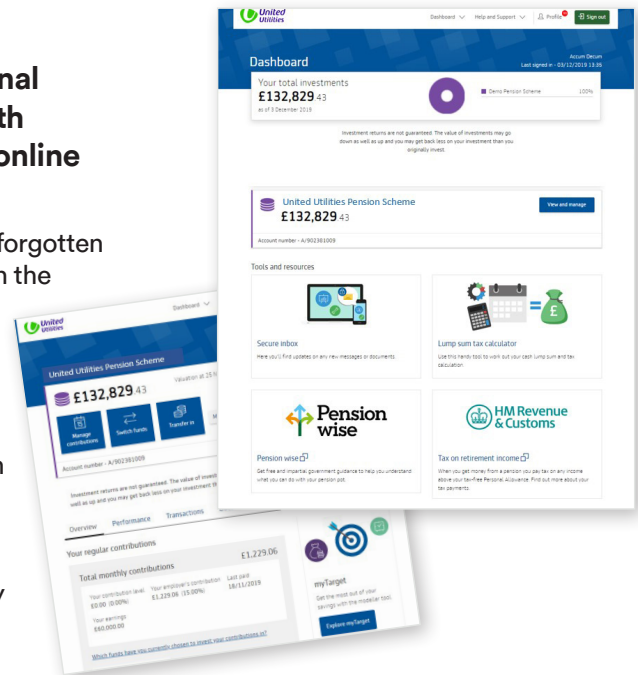 nal
th
online
forgotten
n the
n
y
United
Utilities
Dashboard
Help and Support
Profile
Sign out
Dashboard
Accum Decum
Last signed in - 03/12/2019 13:36
Your total investments
£132,829.43
as of 3 December 2019
Demo Pension Scheme 100%
Investment returns are not guaranteed. The value of investments may go
down as well as up and you may get back less on your investment than you
originally invest.
United Utilities Pension Scheme
£132,829.43
View and manage
Account number - A/902381009
Tools and resources
Secure inbox
Here you'll find updates on any new messages or documents.
Lump sum tax calculator
Use this handy tool to work out your cash lump sum and tax
calculation.
Pension
wise
Pension wise
Get free and impartial government guidance to help you understand
what you can do with your pension pot.
HM Revenue
& Customs
Tax on retirement income
When you get money from a pension you pay tax on any income
above your tax-free Personal Allowance. Find out more about your
tax payments.
United
Utilities
Dashboard
United Utilities Pension Scheme
£132,829.43
Valuation at 25
Manage
contributions
Switch funds
Transfer in
Account number - A/902381009
Investment returns are not guaranteed. The value of
well as up and you may get back less on your investment
Overview
Performance
Transactions
Your regular contributions
Total monthly contributions
£1,229.06
Your contribution level
£0.00 (0.00%)
Your employer's contribution
£1,229.06 (15.00%)
Last paid
18/11/2019
Your earnings
£60,000.00
Which funds have you currently chosen to invest your contributions in?
myTarget
Get the most out of your
savings with the modeller tool.
Explore myTarget